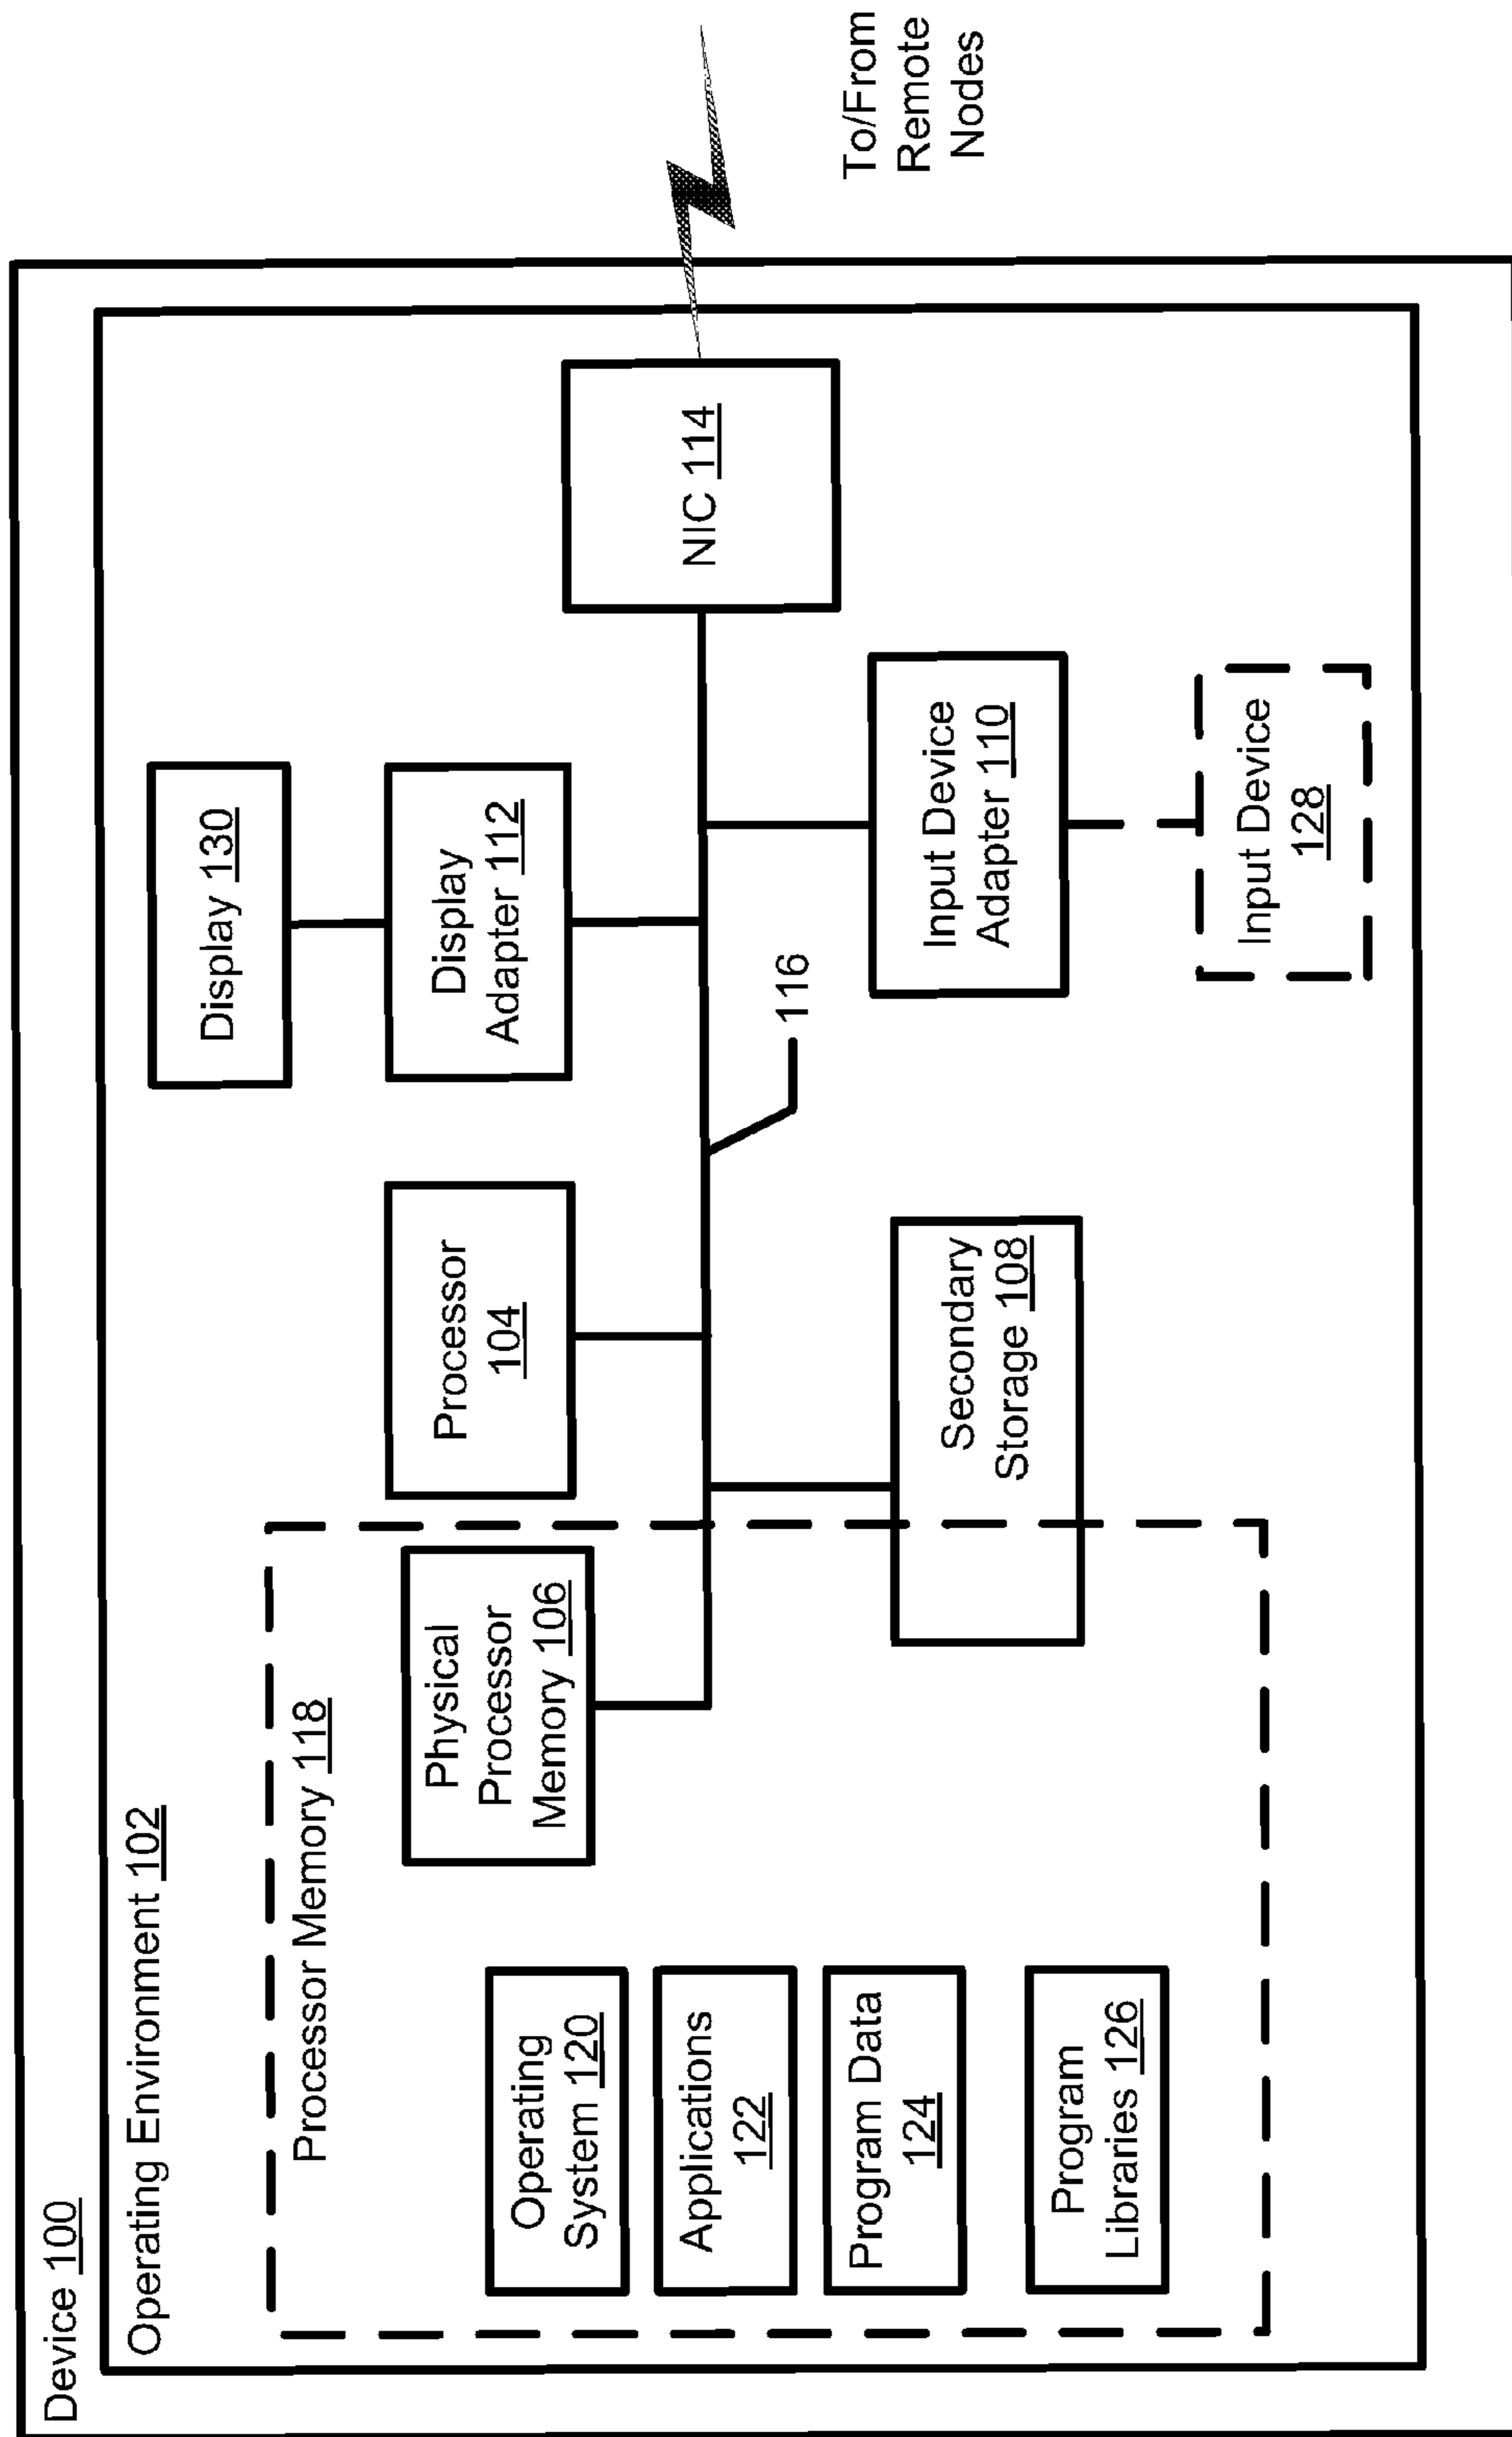 Device 100
Operating Environment 102
Processor Memory 118
Operating
System 120
Applications
122
Program Data
124
Program
Libraries 126
Physical
Processor
Memory 106
Processor
104
Secondary
Storage 108
116
Display 130
Display
Adapter 112
Input Device
Adapter 110
Input Device
128
NIC 114
To/From
Remote
Nodes